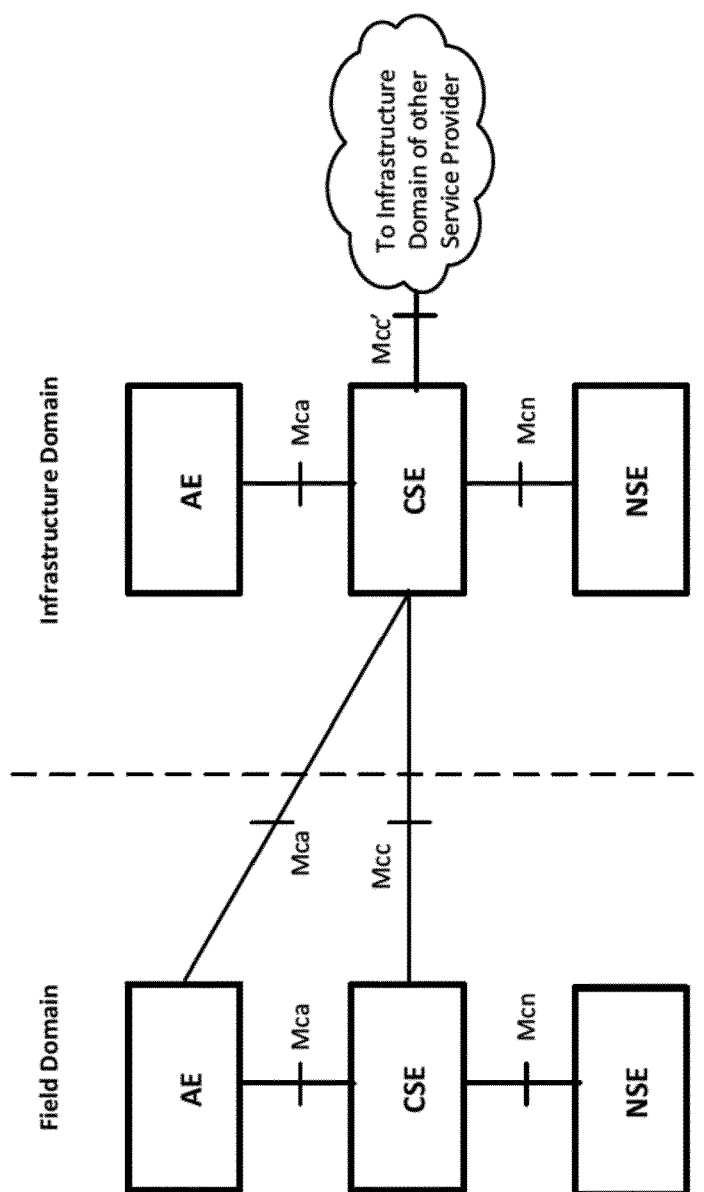 Field Domain
Infrastructure Domain
AE
Mca
AE
Mca
Mca
CSE
Mcc
CSE
Mcc'
To Infrastructure
Domain of other
Service Provider
Mcn
Mcn
NSE
NSE